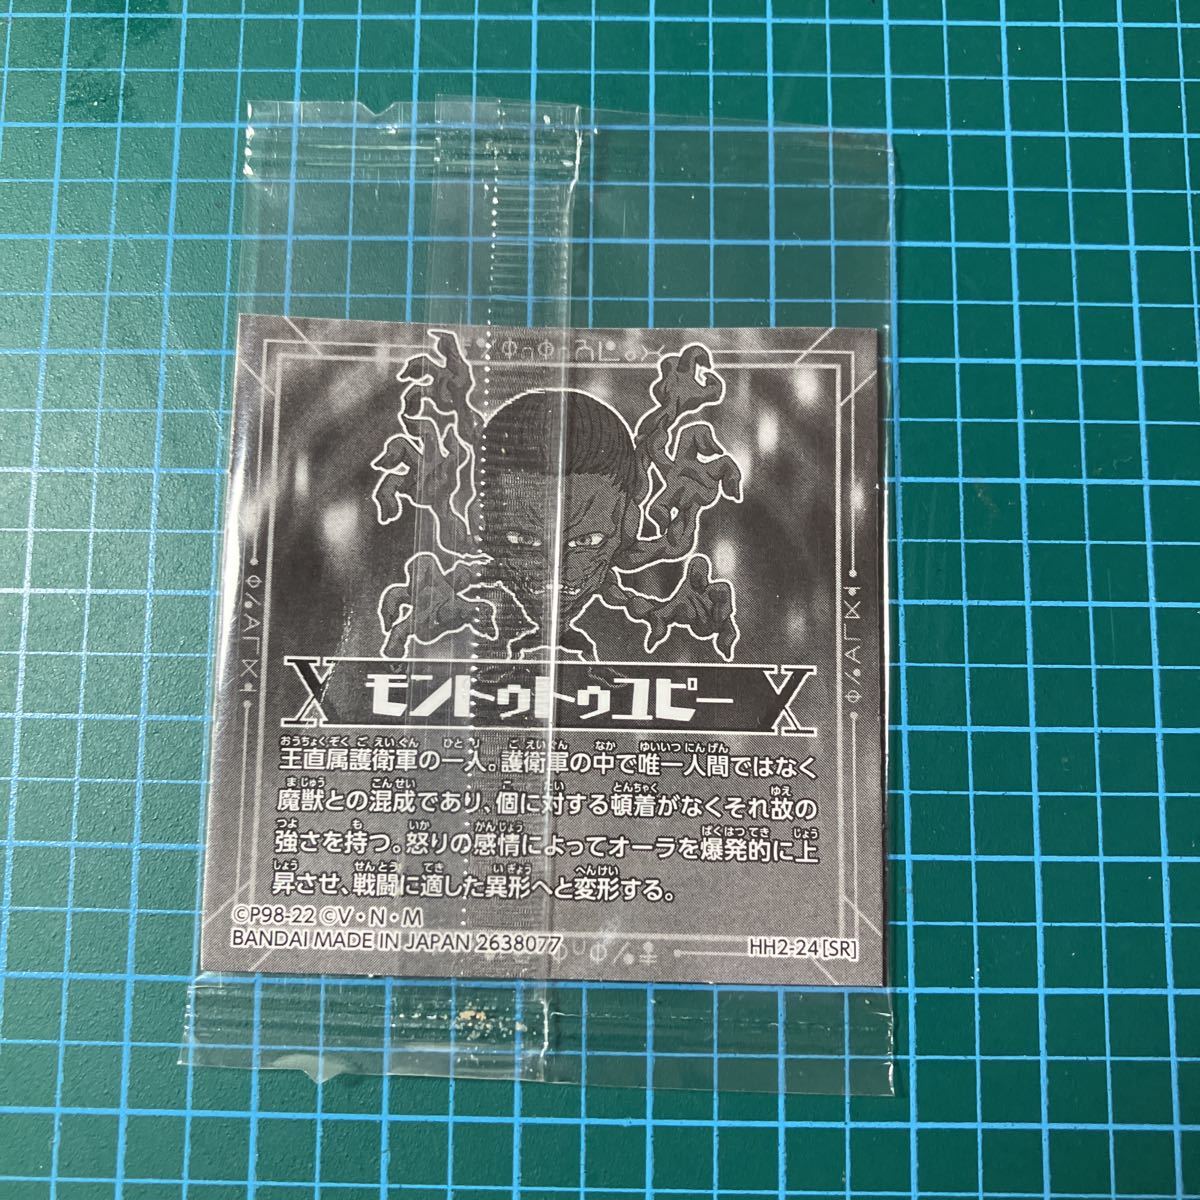 モントゥトゥユピー
王直属護衛軍の一人。護衛軍の中で唯一人間ではなく
魔獣との混成であり、個に対する頓着がなくそれ故の
強さを持つ。怒りの感情によってオーラを爆発的に上
昇させ、戦闘に適した異形へと変形する。
©P98-22 ©V・N・M
BANDAI MADE IN JAPAN 2638077
HH2-24[SR]